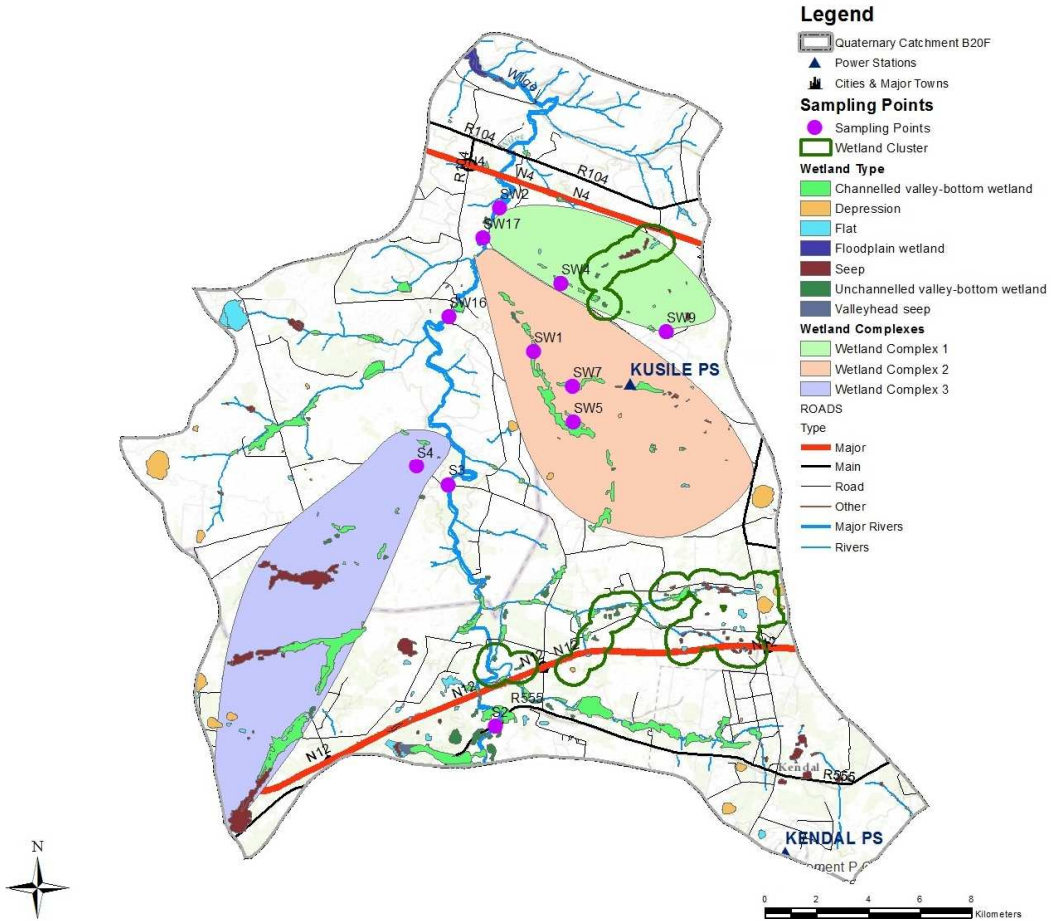 Legend
Quaternary Catchment B20F
Power Stations
Cities & Major Towns
Sampling Points
Sampling Points
Wetland Cluster
Wetland Type
Channelled valley-bottom wetland
Depression
Flat
Floodplain wetland
Seep
Unchannelled valley-bottom wetland
Valleyhead seep
Wetland Complexes
Wetland Complex 1
Wetland Complex 2
Wetland Complex 3
ROADS
Type
Major
Main
Road
Other
Major Rivers
Rivers
Wilge
R104
R104
R104
N4
N4
N4
SW2
SW17
SW4
SW16
SW9
SW1
KUSILE PS
SW7
SW5
S4
S3
N12
N12
N12
N12
N12
R555
S2
Kendal
R555
KENDAL PS
ement P
N
0 2 4 6 8
Kilometers